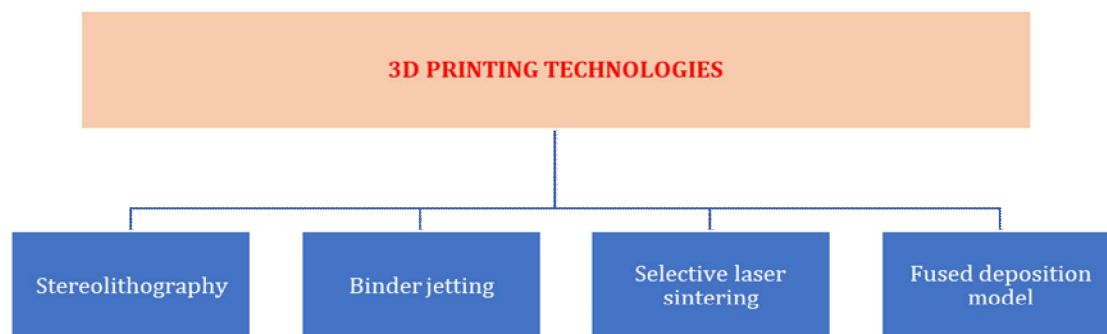 3D PRINTING TECHNOLOGIES
Stereolithography
Binder jetting
Selective laser
sintering
Fused deposition
model